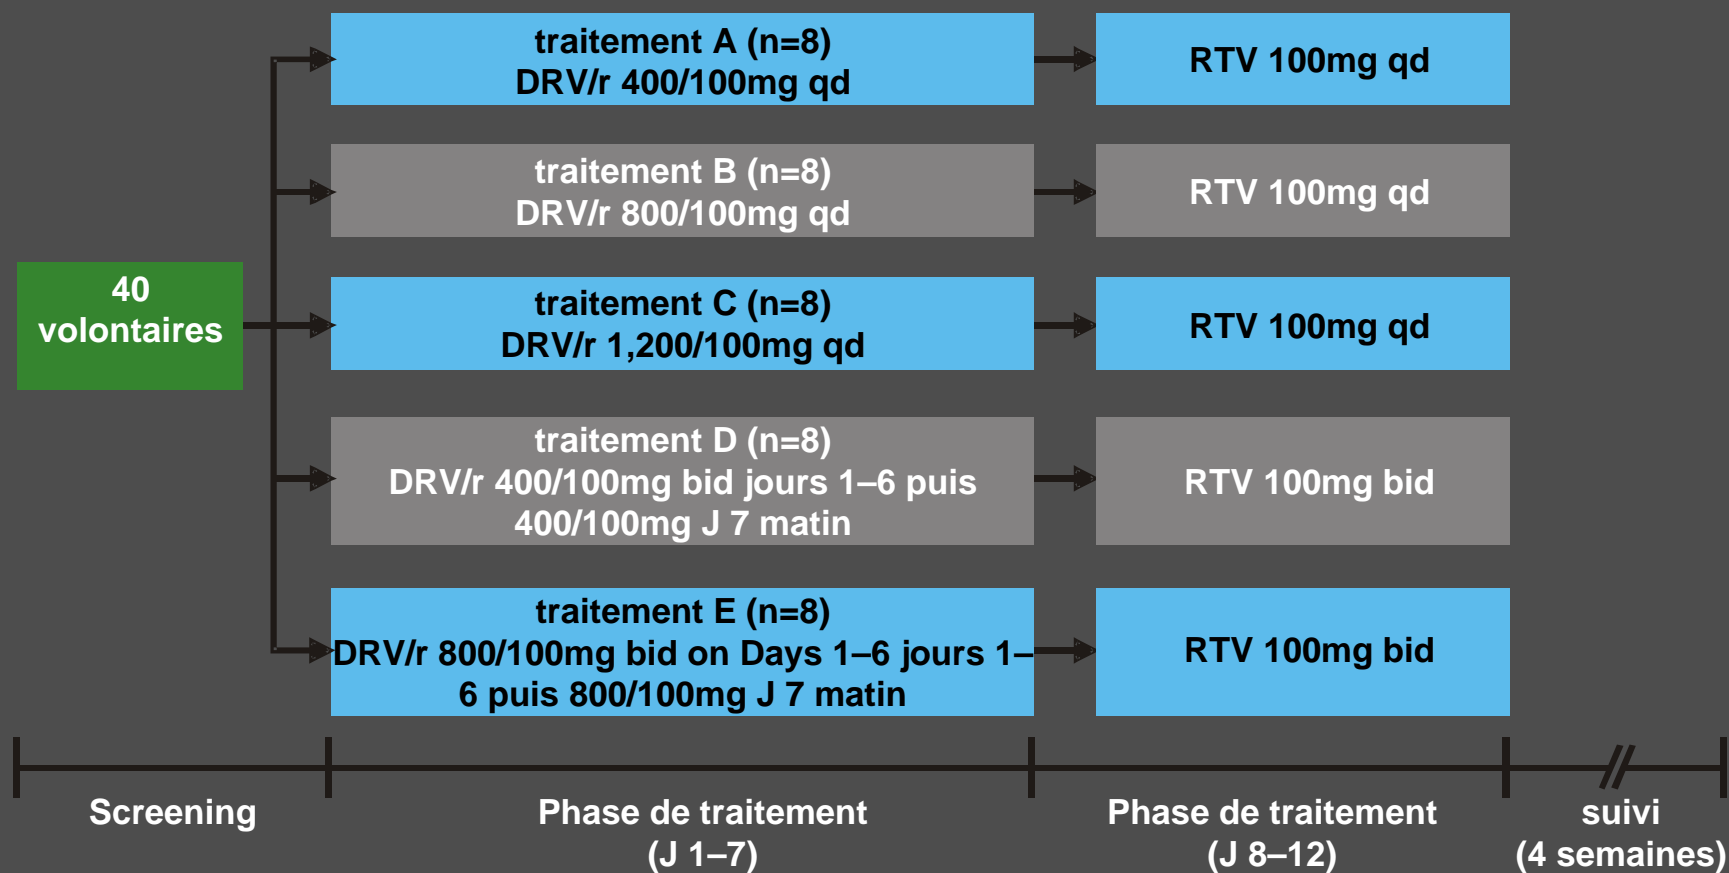 traitement A (n=8)
DRV/r 400/100mg qd
RTV 100mg qd
traitement B (n=8)
DRV/r 800/100mg qd
RTV 100mg qd
40
volontaires
traitement C (n=8)
DRV/r 1,200/100mg qd
RTV 100mg qd
traitement D (n=8)
DRV/r 400/100mg bid jours 1–6 puis
400/100mg J 7 matin
RTV 100mg bid
traitement E (n=8)
DRV/r 800/100mg bid on Days 1–6 jours 1–
6 puis 800/100mg J 7 matin
RTV 100mg bid
Screening
Phase de traitement
(J 1–7)
Phase de traitement
(J 8–12)
suivi
(4 semaines)